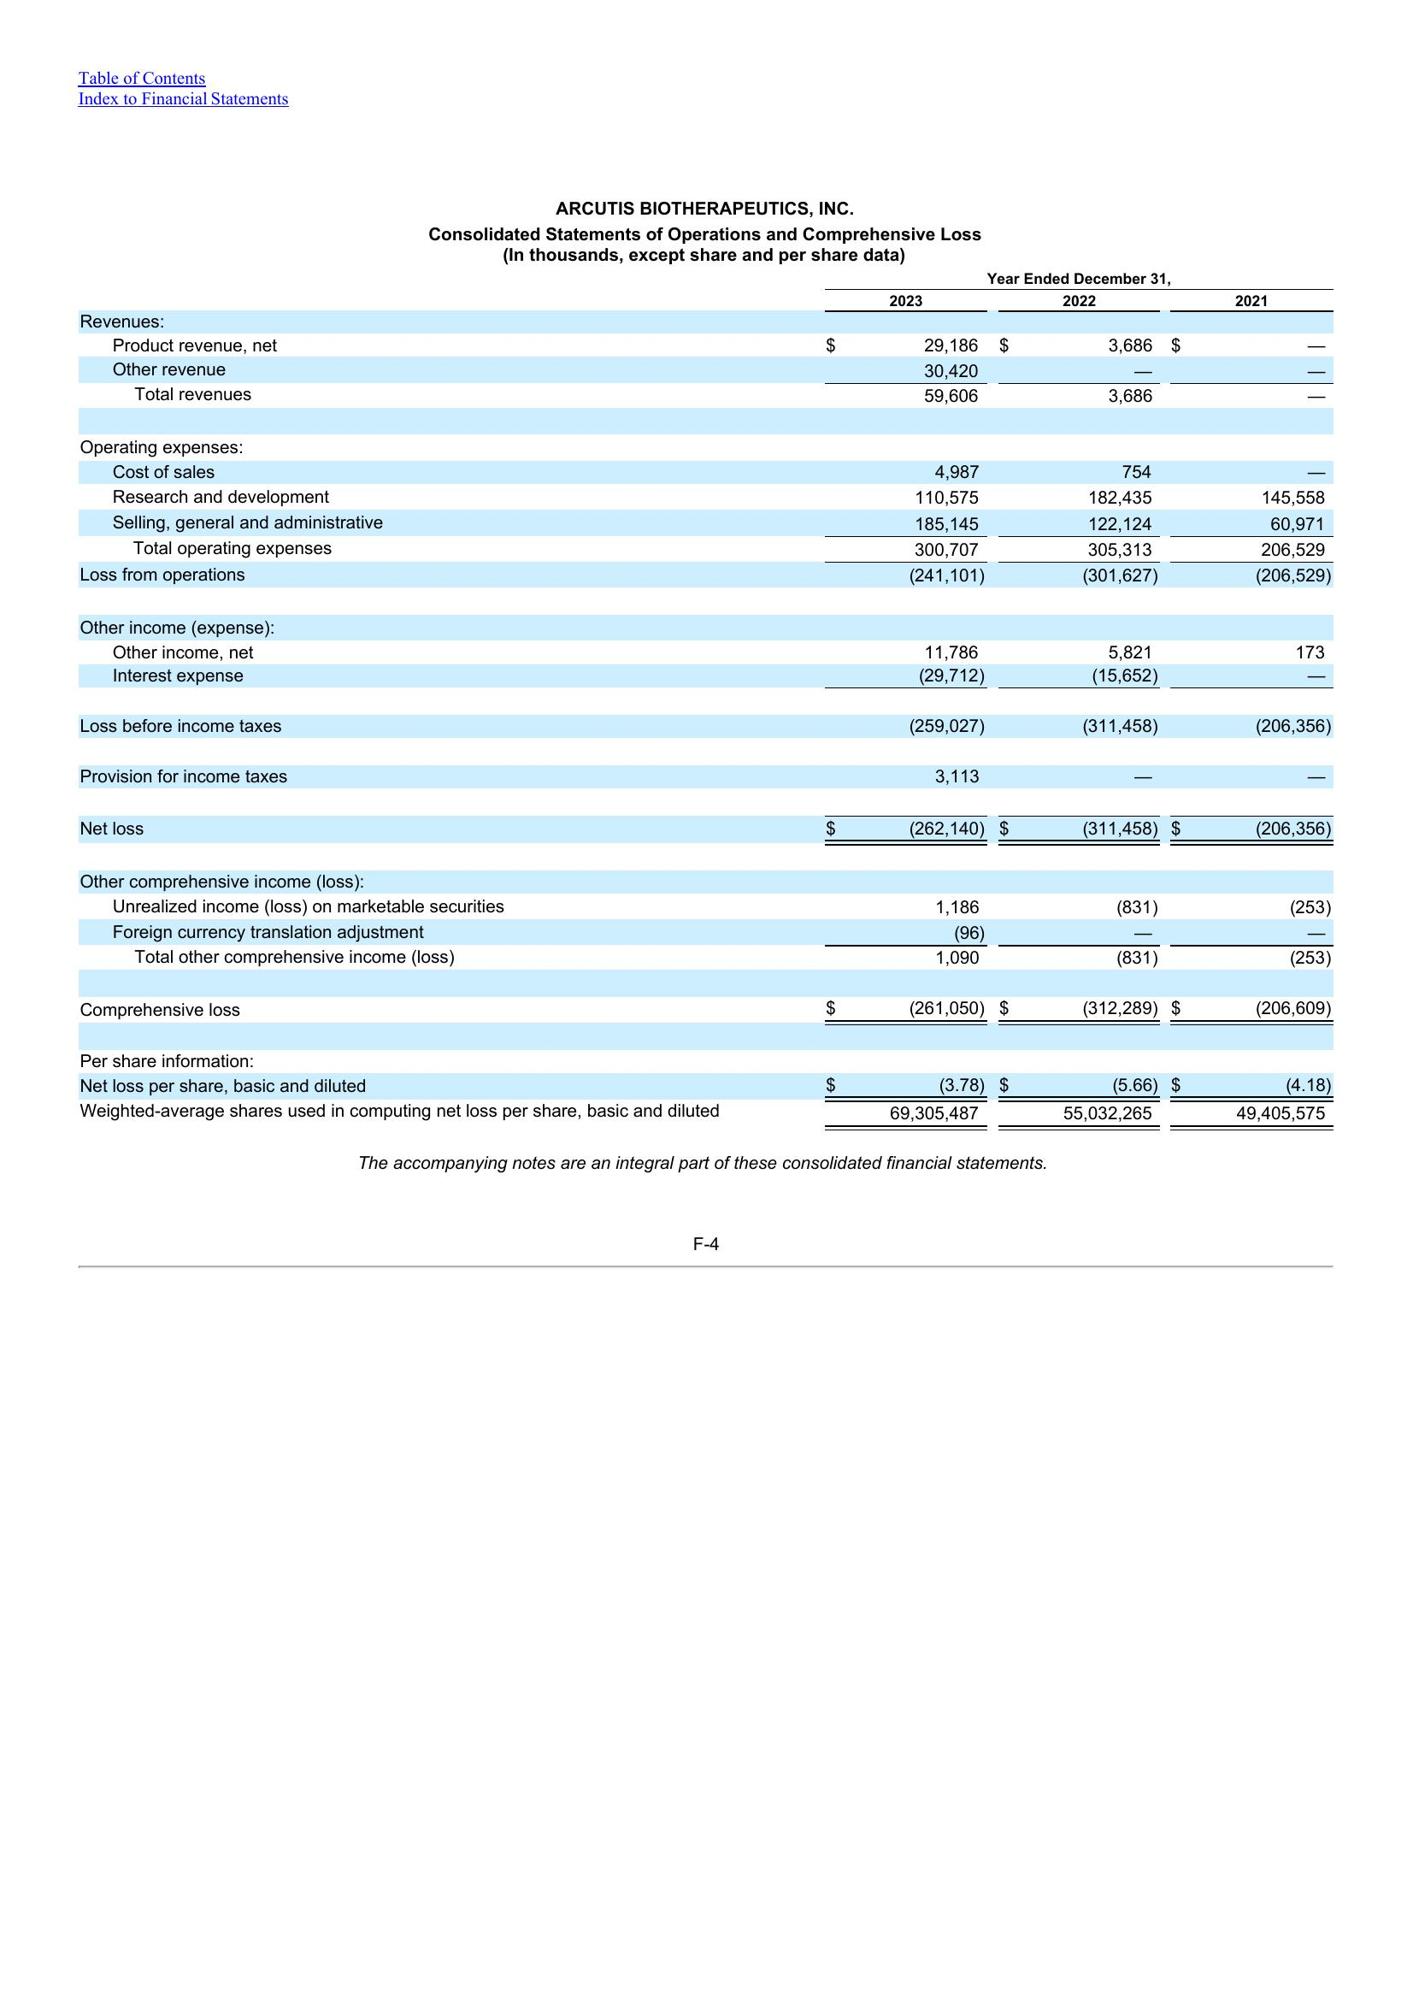 Table of Contents
Index to Financial Statements
ARCUTIS BIOTHERAPEUTICS, INC.
Consolidated Statements of Operations and Comprehensive Loss
(In thousands, except share and per share data)
Year Ended December 31,
2023 2022 2021
Revenues:
Product revenue, net $ 29,186 $ 3,686 $ —
Other revenue 30,420 — —
Total revenues 59,606 3,686 —
Operating expenses:
Cost of sales 4,987 754 —
Research and development 110,575 182,435 145,558
Selling, general and administrative 185,145 122,124 60,971
Total operating expenses 300,707 305,313 206,529
Loss from operations (241,101) (301,627) (206,529)
Other income (expense):
Other income, net 11,786 5,821 173
Interest expense (29,712) (15,652) —
Loss before income taxes (259,027) (311,458) (206,356)
Provision for income taxes 3,113 — —
Net loss $ (262,140) $ (311,458) $ (206,356)
Other comprehensive income (loss):
Unrealized income (loss) on marketable securities 1,186 (831) (253)
Foreign currency translation adjustment (96) — —
Total other comprehensive income (loss) 1,090 (831) (253)
Comprehensive loss $ (261,050) $ (312,289) $ (206,609)
Per share information:
Net loss per share, basic and diluted $ (3.78) $ (5.66) $ (4.18)
Weighted-average shares used in computing net loss per share, basic and diluted 69,305,487 55,032,265 49,405,575
The accompanying notes are an integral part of these consolidated financial statements.
F-4